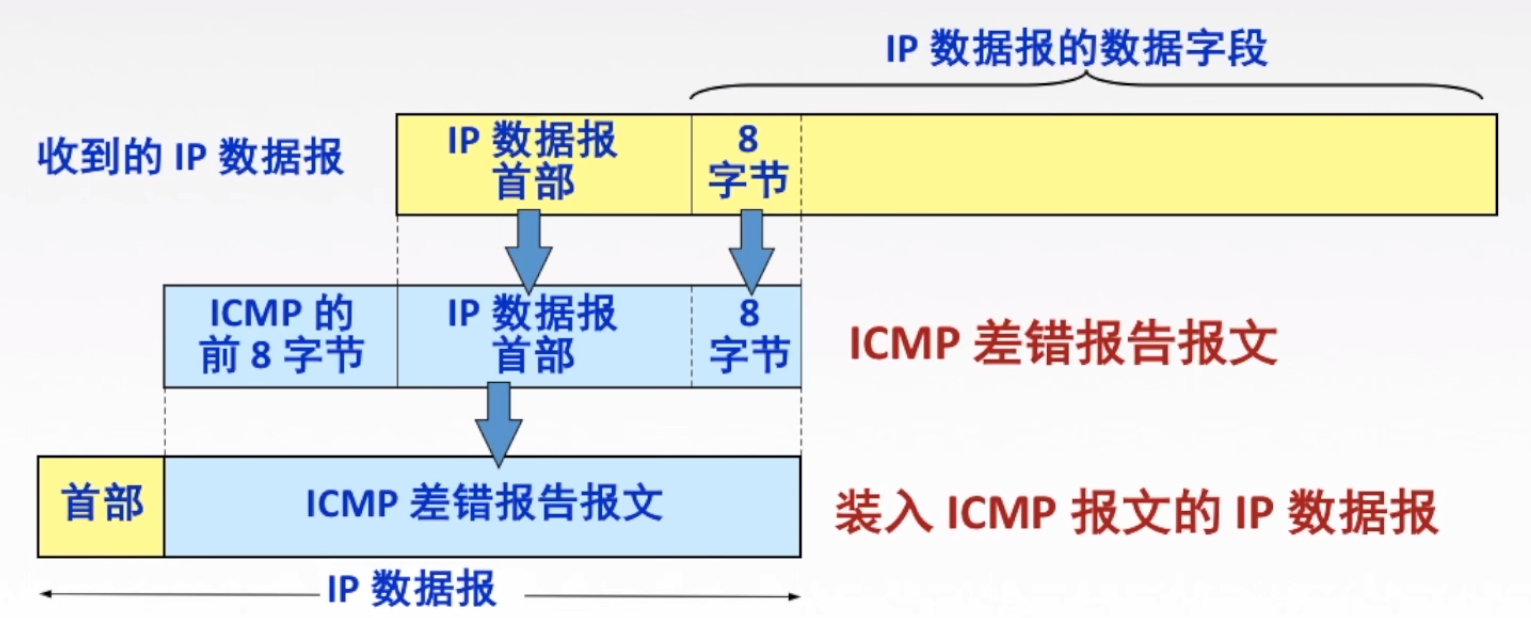 IP 数据报的数据字段
收到的 IP 数据报
IP 数据报
首部
8
字节
ICMP 的
前 8 字节
IP 数据报
首部
8
字节
ICMP 差错报告报文
首部
ICMP 差错报告报文
装入 ICMP 报文的 IP 数据报
IP 数据报